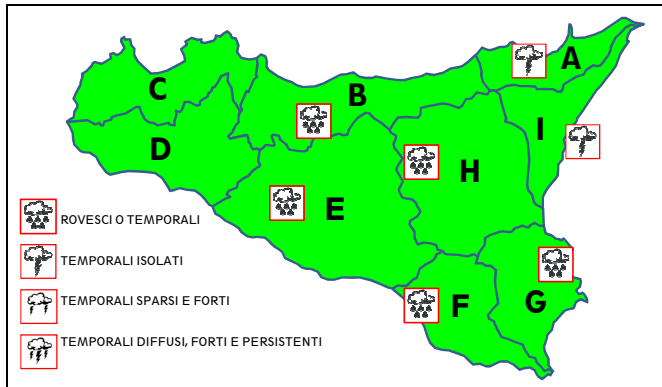 A
B
C
I
D
H
E
ROVESCI O TEMPORALI
TEMPORALI ISOLATI
F
G
TEMPORALI SPARSI E FORTI
TEMPORALI DIFFUSI, FORTI E PERSISTENTI